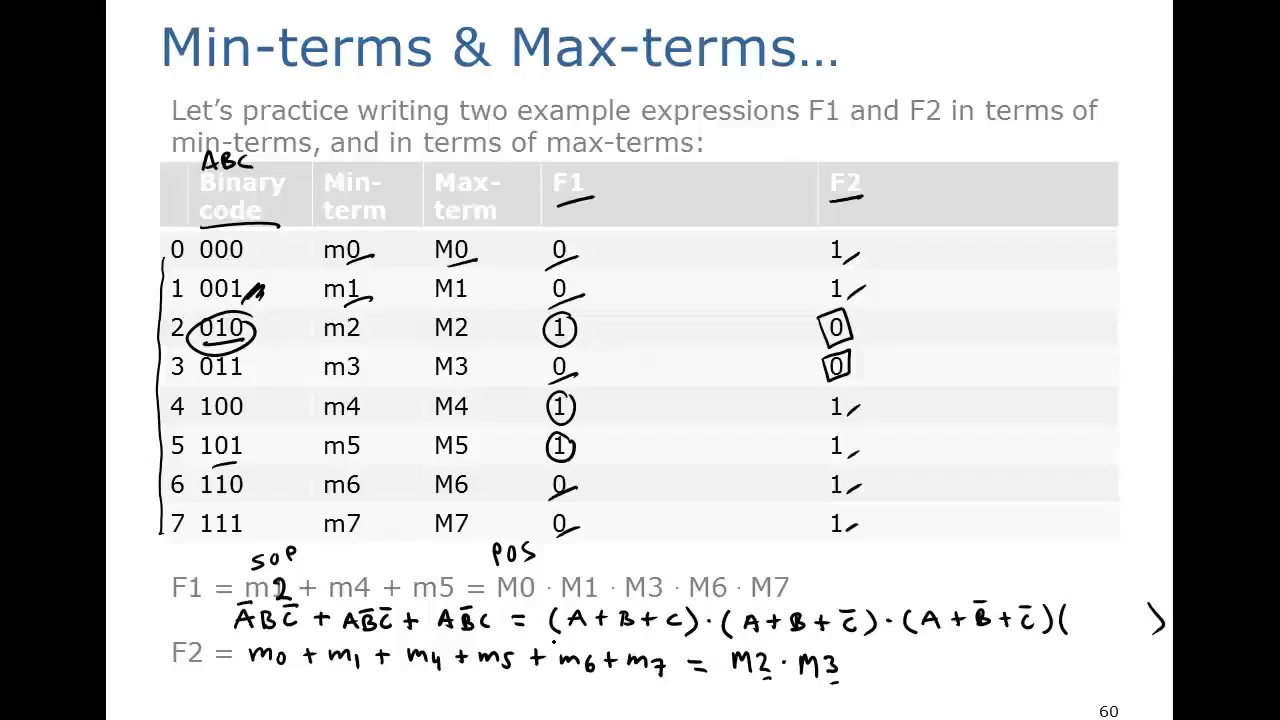 Min-terms & Max-terms…
Let's practice writing two example expressions F1 and F2 in terms of
min-terms, and in terms of max-terms:
ABC
Binary code Min-term Max-term F1 F2
0 000 m0 M0 0 1
1 001 m1 M1 0 1
2 010 m2 M2 1 0
3 011 m3 M3 0 0
4 100 m4 M4 1 1
5 101 m5 M5 1 1
6 110 m6 M6 0 1
7 111 m7 M7 0 1
SOP POS
F1 = m2 + m4 + m5 = M0 · M1 · M3 · M6 · M7
A̅BC̅ + AB̅C̅ + AB̅C = (A+B+C)·(A+B+C̅)·(A+B̅+C̅)( )
F2 = m0 + m1 + m4 + m5 + m6 + m7 = M2 · M3
60